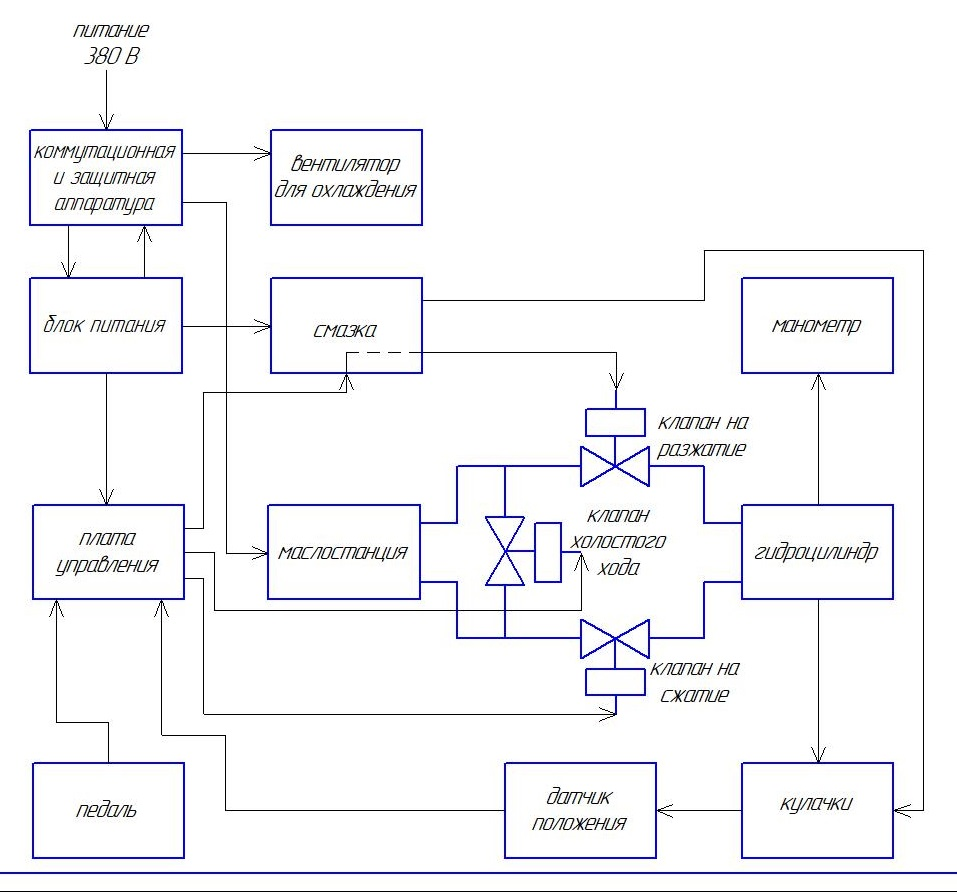 питание
380 В
коммутационная
и защитная
аппаратура
вентилятор
для охлаждения
блок питания
смазка
манометр
клапан на
разжатие
плата
управления
маслостанция
клапан
холостого
хода
гидроцилиндр
клапан на
сжатие
педаль
датчик
положения
кулачки